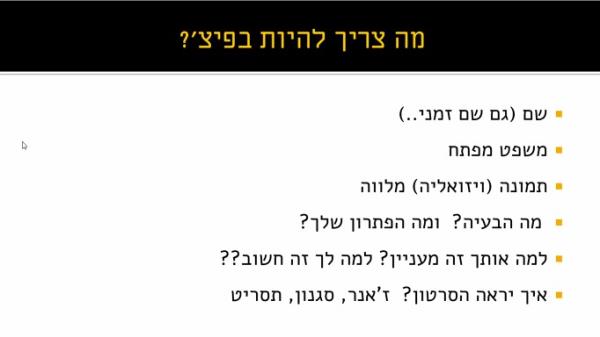 מה צריך להיות בפיצ'?
שם (גם שם זמני..)
משפט מפתח
תמונה (ויזואליה) מלווה
מה הבעיה? ומה הפתרון שלך?
למה אותך זה מעניין? למה לך זה חשוב??
איך יראה הסרטון? ז'אנר, סגנון, תסריט